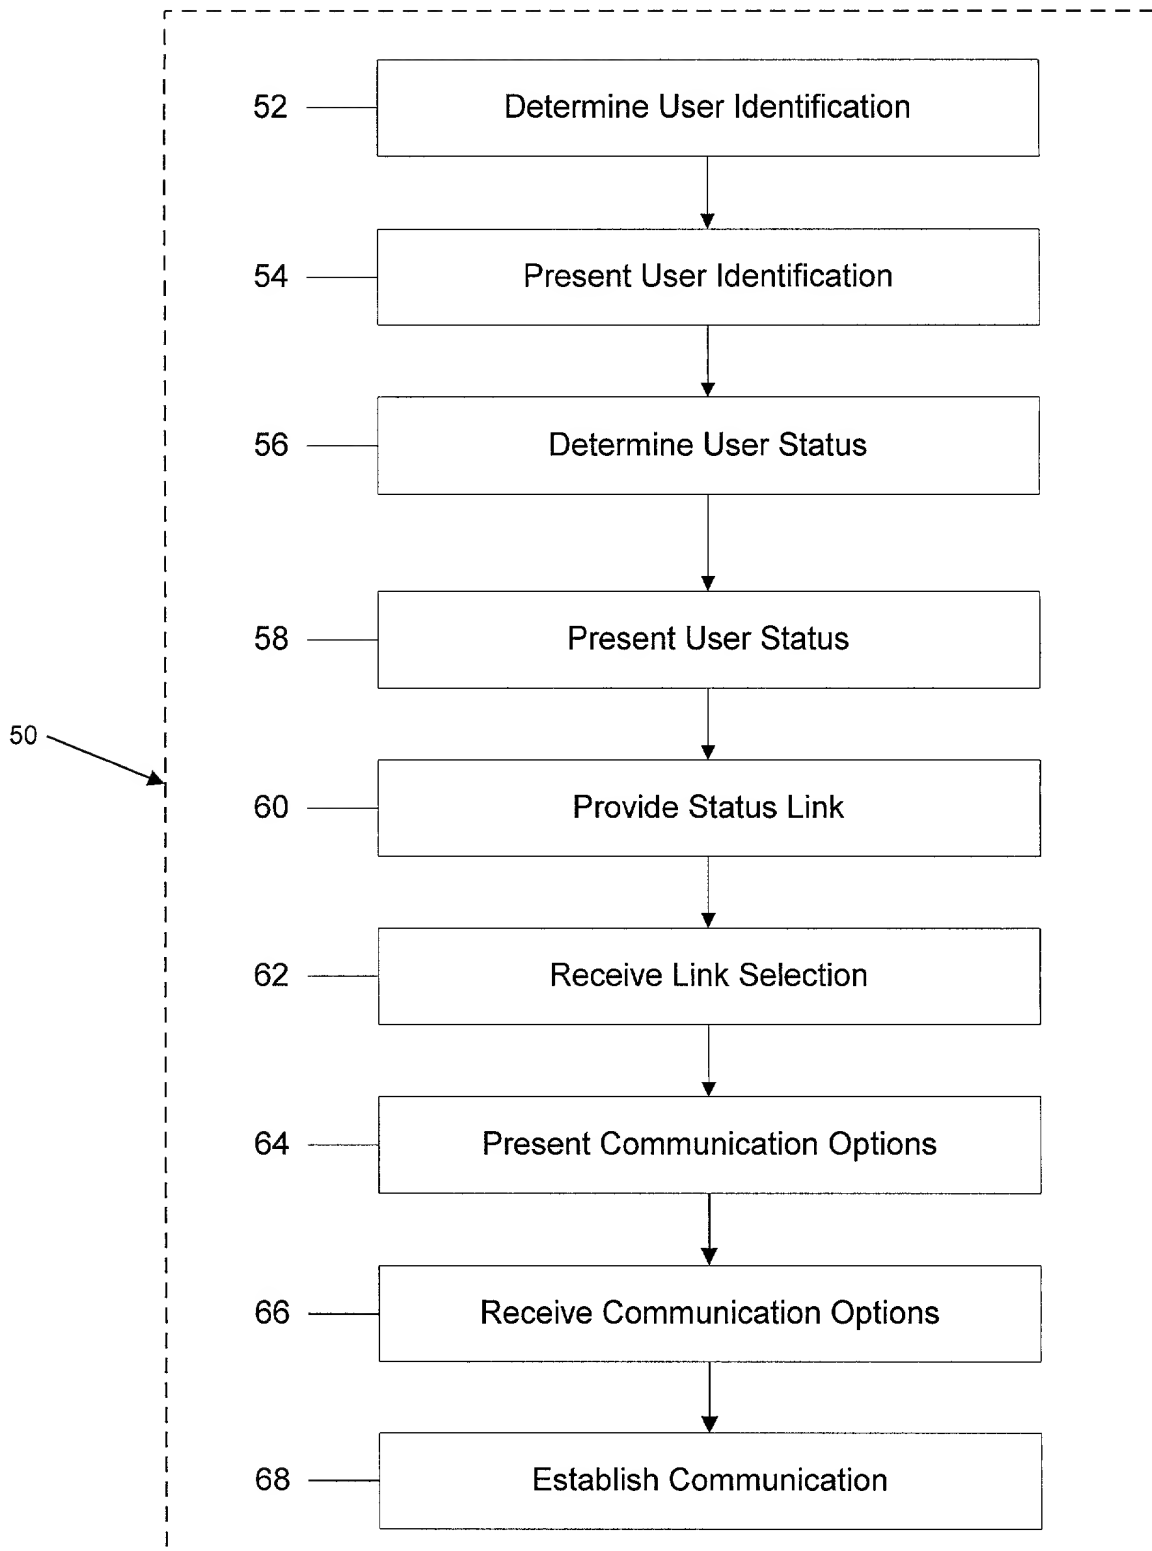 52 Determine User Identification
54 Present User Identification
56 Determine User Status
58 Present User Status
50
60 Provide Status Link
62 Receive Link Selection
64 Present Communication Options
66 Receive Communication Options
68 Establish Communication